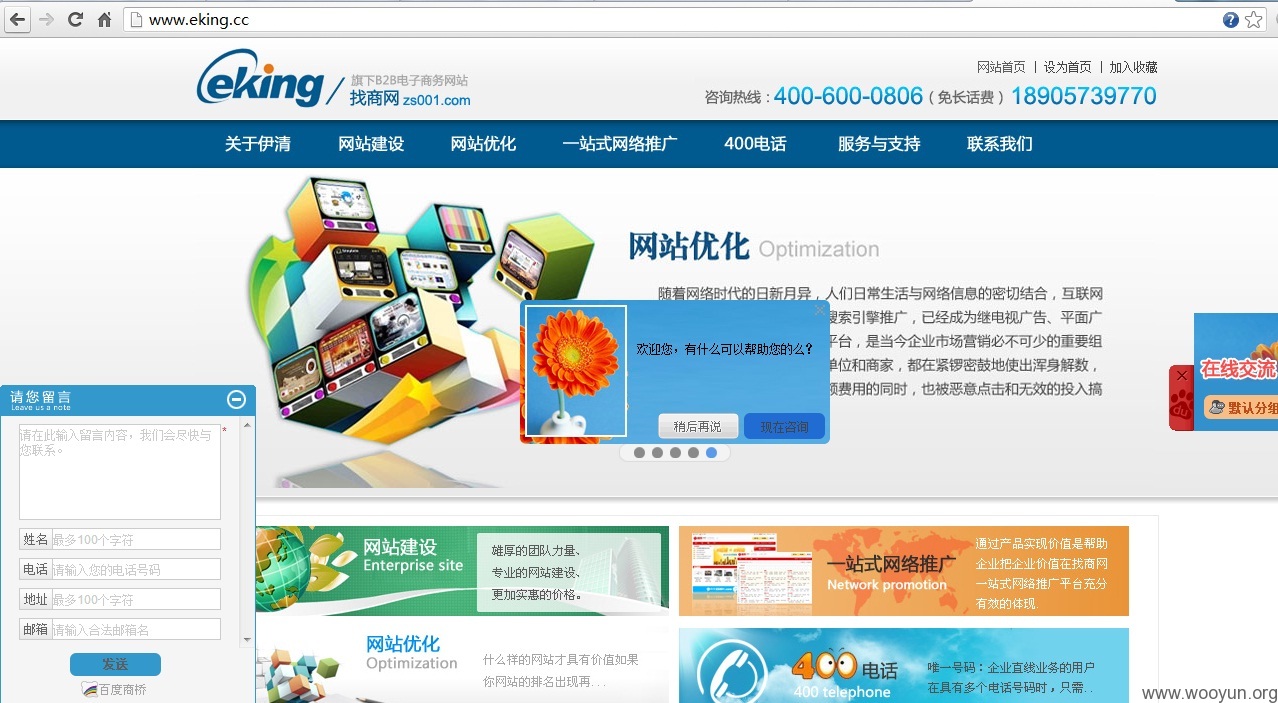 www.eking.cc
eking
旗下B2B电子商务网站
找商网 zs001.com
网站首页 | 设为首页 | 加入收藏
咨询热线：400-600-0806（免长话费）18905739770
关于伊清 网站建设 网站优化 一站式网络推广 400电话 服务与支持 联系我们
网站优化 Optimization
随着网络时代的日新月异，人们日常生活与网络信息的密切结合，互联网
搜索引擎推广，已经成为继电视广告、平面广
平台，是当今企业市场营销必不可少的重要组
单位和商家，都在紧锣密鼓地使出浑身解数，
费用的同时，也被恶意点击和无效的投入搞
欢迎您，有什么可以帮助您的么？
稍后再说 现在咨询
在线交流
du
默认分组
请您留言
Leave us a note
请在此输入留言内容，我们会尽快与
您联系。
*
姓名 最多100个字符
电话 请输入您的电话号码
地址 最多100个字符
邮箱 请输入合法邮箱名
发送
百度商桥
网站建设
Enterprise site
雄厚的团队力量、
专业的网站建设、
更加实惠的价格。
一站式网络推广
Network promotion
通过产品实现价值是帮助
企业把企业价值在找商网
一站式网络推广平台充分
有效的体现.
网站优化
Optimization
什么样的网站才具有价值如果
你网站的排名出现再...
400电话
400 telephone
唯一号码：企业直线业务的用户
在具有多个电话号码时，只需..
www.wooyun.org